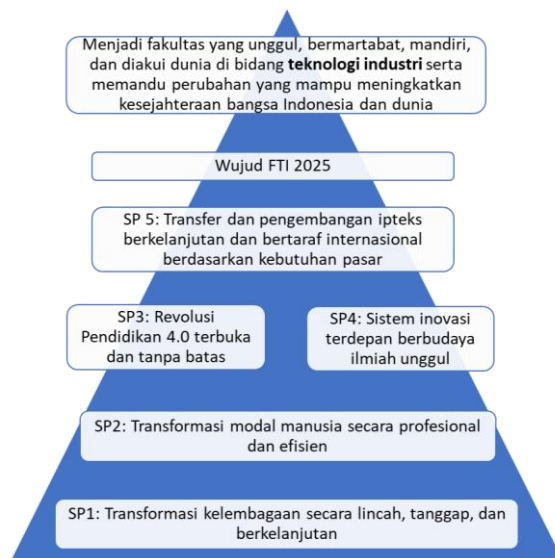 Menjadi fakultas yang unggul, bermartabat, mandiri,
dan diakui dunia di bidang teknologi industri serta
memandu perubahan yang mampu meningkatkan
kesejahteraan bangsa Indonesia dan dunia
Wujud FTI 2025
SP 5: Transfer dan pengembangan ipteks
berkelanjutan dan bertaraf internasional
berdasarkan kebutuhan pasar
SP3: Revolusi
Pendidikan 4.0 terbuka
dan tanpa batas
SP4: Sistem inovasi
terdepan berbudaya
ilmiah unggul
SP2: Transformasi modal manusia secara profesional
dan efisien
SP1: Transformasi kelembagaan secara lincah, tanggap, dan
berkelanjutan